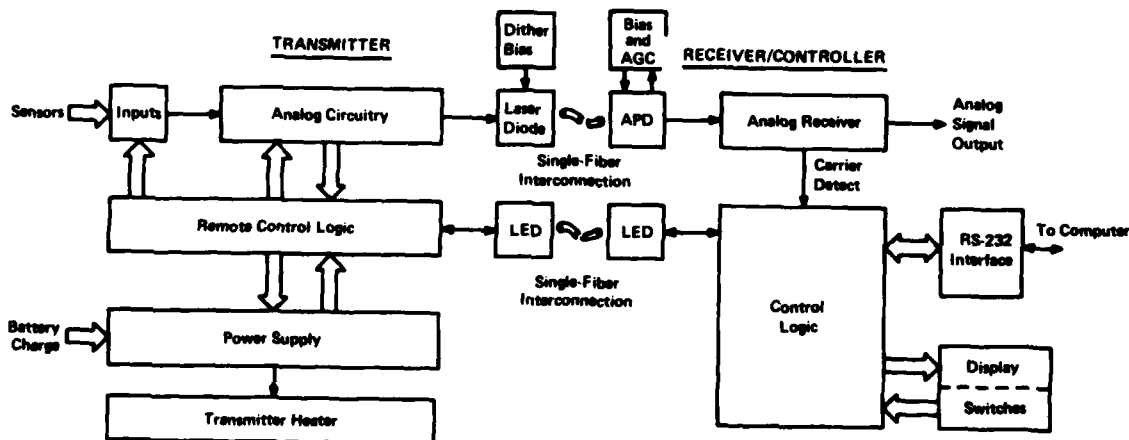 TRANSMITTER
Dither
Bias
Bias
and
AGC
RECEIVER/CONTROLLER
Sensors
Inputs
Analog Circuitry
Laser
Diode
APD
Analog Receiver
Analog
Signal
Output
Single-Fiber
Interconnection
Carrier
Detect
Remote Control Logic
LED
LED
Single-Fiber
Interconnection
Control
Logic
RS-232
Interface
To Computer
Battery
Charge
Power Supply
Display
Switches
Transmitter Heater